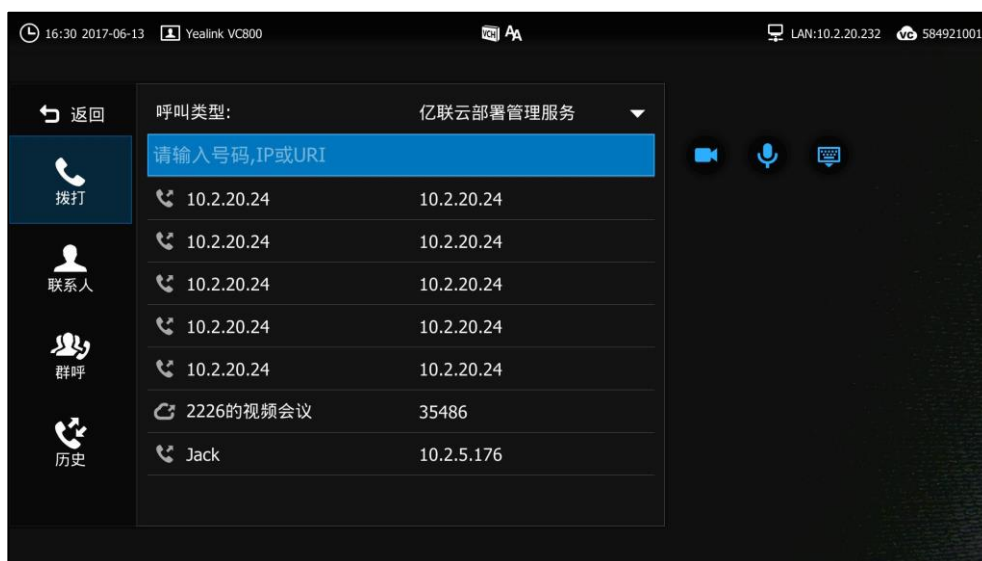 16:30 2017-06-13 Yealink VC800 VCH AA LAN:10.2.20.232 VC 584921001
返回
呼叫类型: 亿联云部署管理服务
请输入号码,IP或URI
拨打
10.2.20.24 10.2.20.24
10.2.20.24 10.2.20.24
联系人
10.2.20.24 10.2.20.24
10.2.20.24 10.2.20.24
群呼
10.2.20.24 10.2.20.24
2226的视频会议 35486
历史
Jack 10.2.5.176